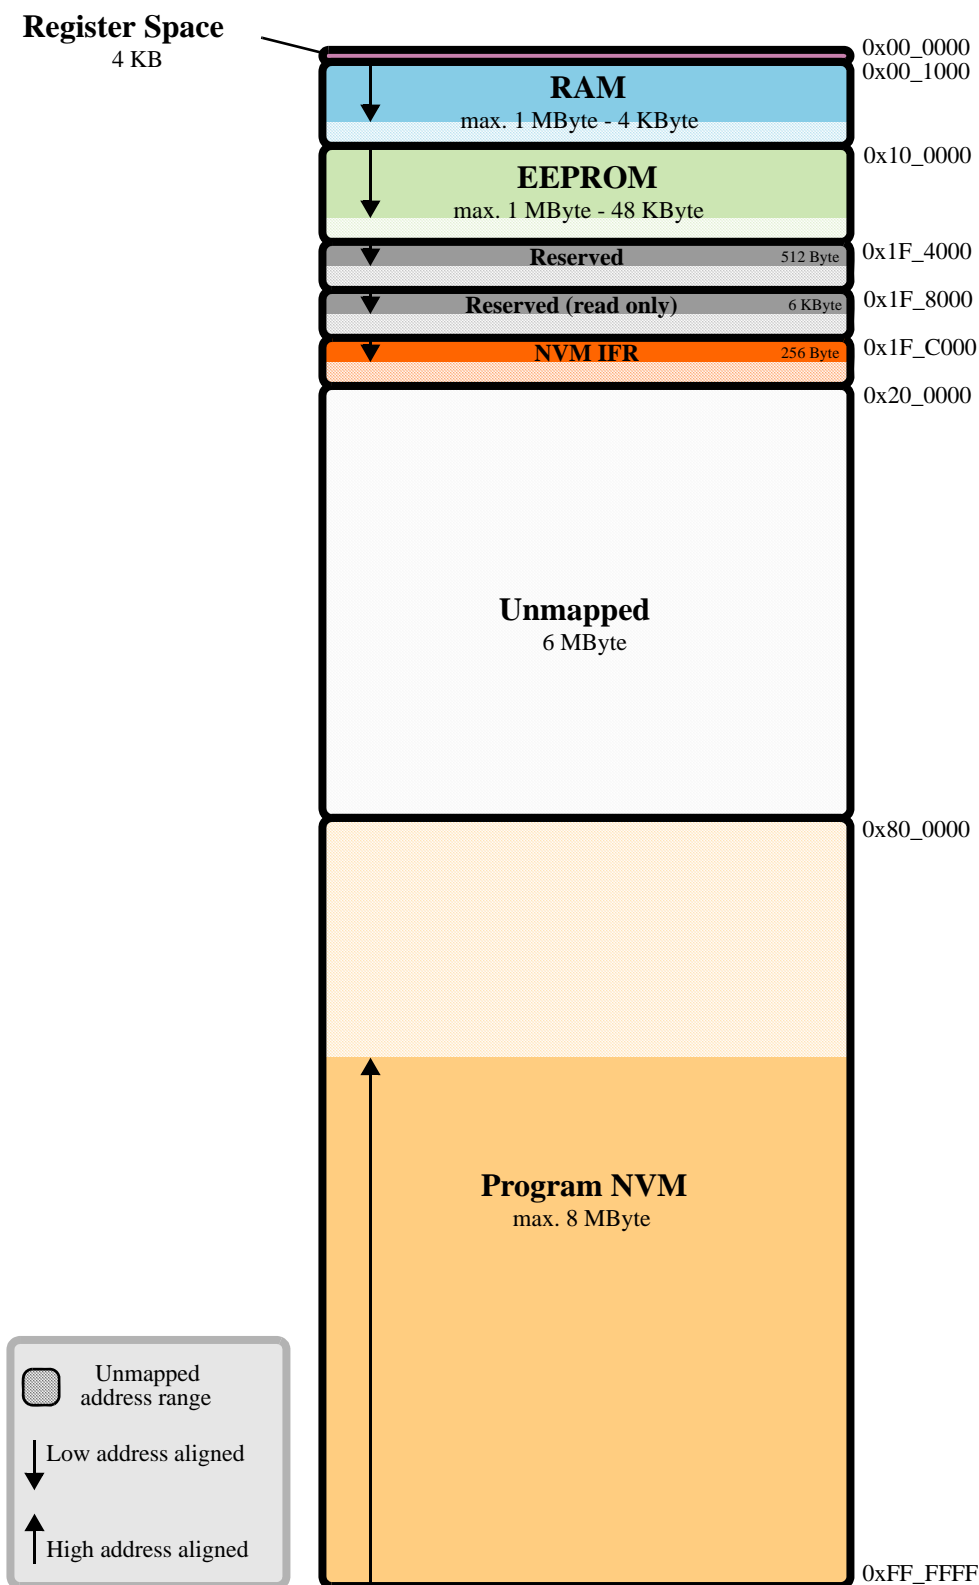 Register Space
4 KB
0x00_0000
0x00_1000
RAM
max. 1 MByte - 4 KByte
0x10_0000
EEPROM
max. 1 MByte - 48 KByte
0x1F_4000
Reserved
512 Byte
0x1F_8000
Reserved (read only)
6 KByte
0x1F_C000
NVM IFR
256 Byte
0x20_0000
Unmapped
6 MByte
0x80_0000
Program NVM
max. 8 MByte
Unmapped
address range
Low address aligned
High address aligned
0xFF_FFFF